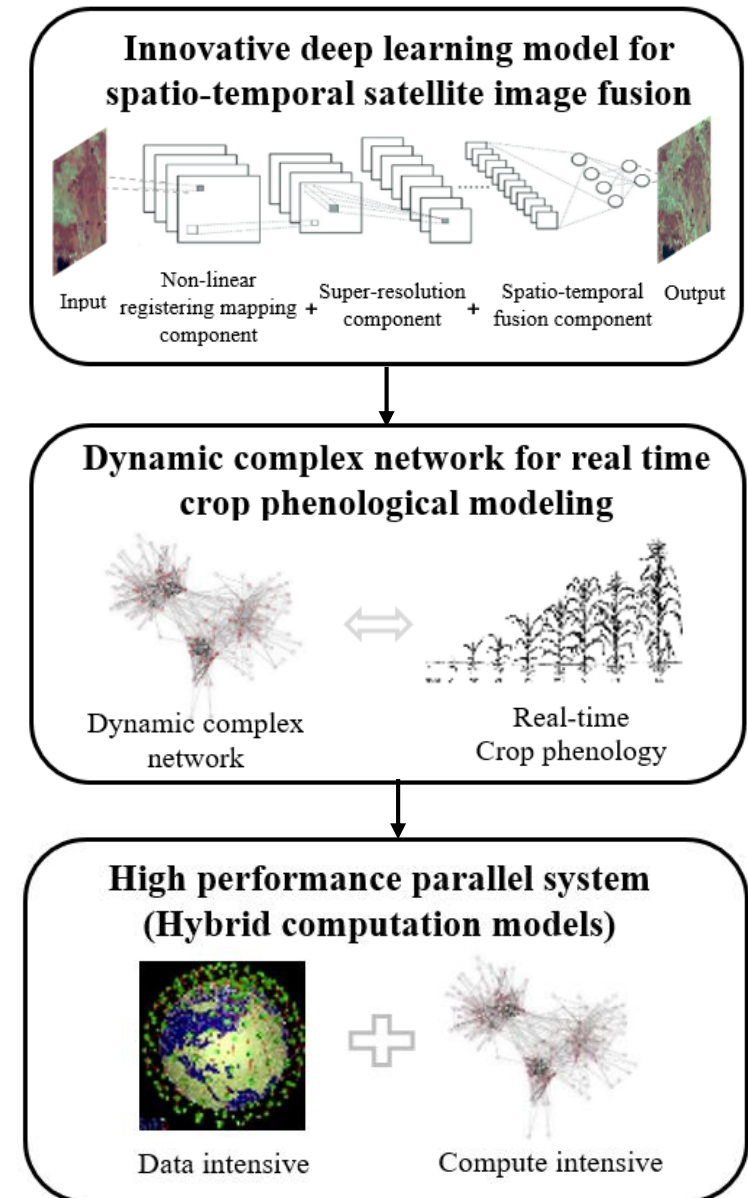 Innovative deep learning model for
spatio-temporal satellite image fusion
Input
Non-linear
registering mapping
component
+
Super-resolution
component
+
Spatio-temporal
fusion component
Output
Dynamic complex network for real time
crop phenological modeling
Dynamic complex
network
Real-time
Crop phenology
High performance parallel system
(Hybrid computation models)
Data intensive
Compute intensive